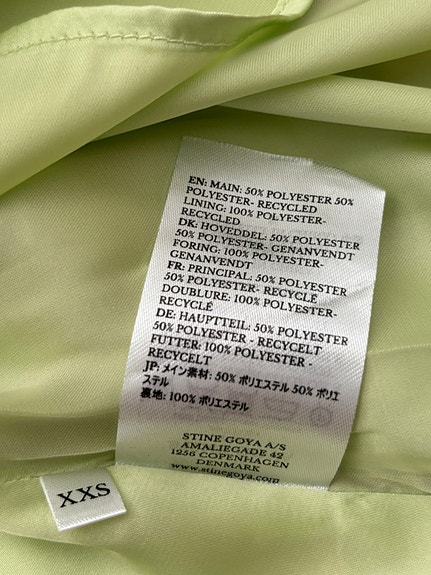 EN: MAIN: 50% POLYESTER 50%
POLYESTER- RECYCLED
LINING: 100% POLYESTER-
RECYCLED
DK: HOVEDDEL: 50% POLYESTER
50% POLYESTER- GENANVENDT
FORING: 100% POLYESTER-
GENANVENDT
FR: PRINCIPAL: 50% POLYESTER
50% POLYESTER- RECYCLÉ
DOUBLURE: 100% POLYESTER-
RECYCLÉ
DE: HAUPTTEIL: 50% POLYESTER
50% POLYESTER - RECYCELT
FUTTER: 100% POLYESTER -
RECYCELT
JP: メイン素材: 50% ポリエステル 50% ポリエ
ステル
裏地: 100% ポリエステル
STINE GOYA A/S
AMALIEGADE 42
1256 COPENHAGEN
DENMARK
www.stinegoya.com
XXS